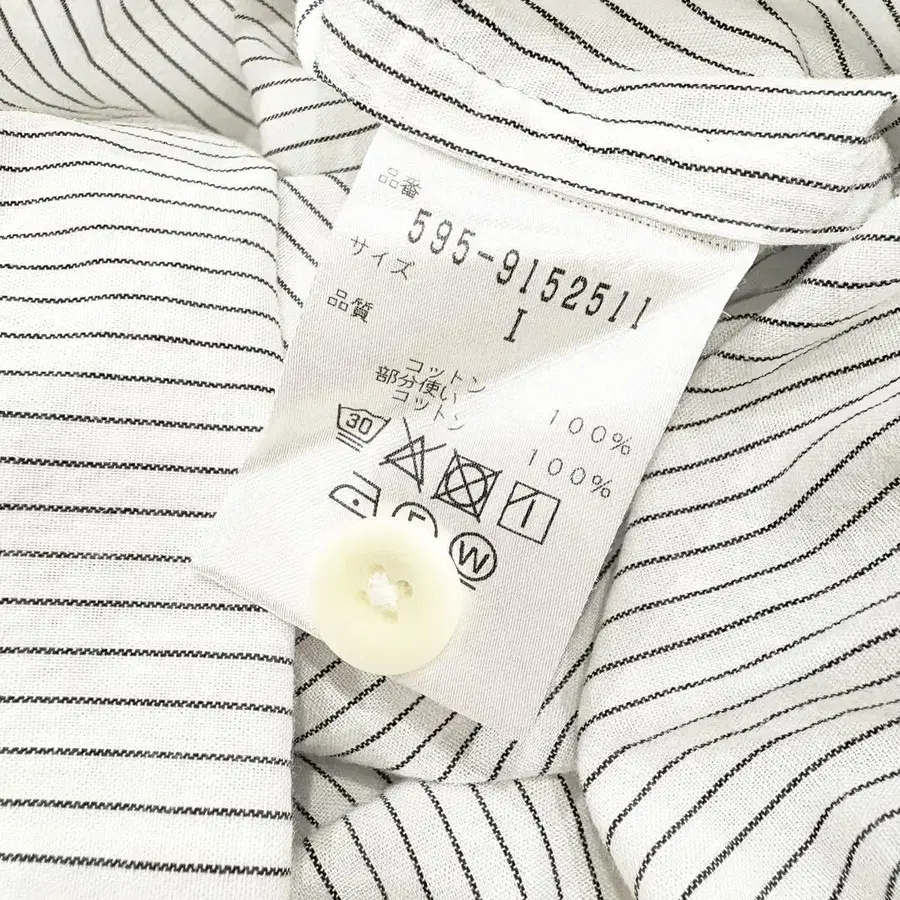 品番
595-9152511
サイズ
I
品質
コットン 100%
部分使い
コットン 100%
30
F
W